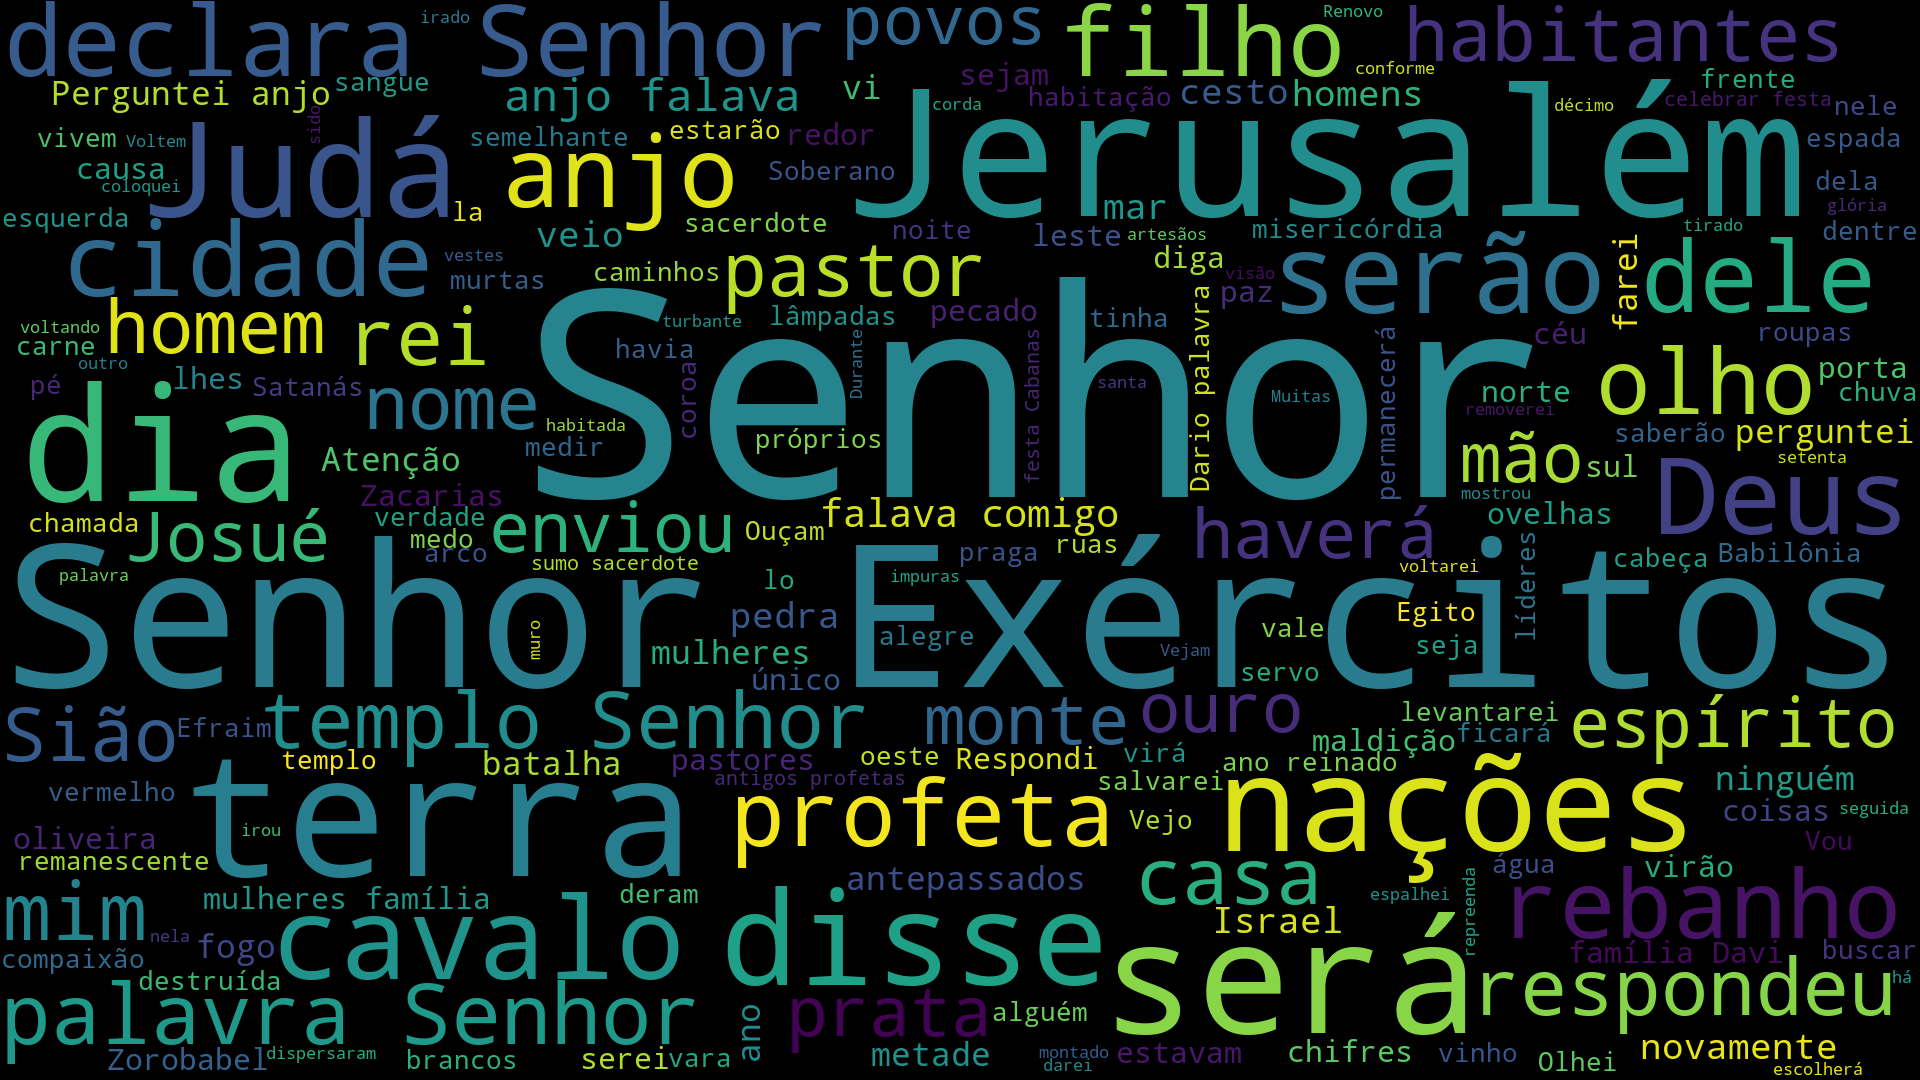 declara Senhor
irado
povos
filho
Renovo
habitantes
Perguntei anjo
sangue
anjo falava
vi
sejam
conforme
frente
habitação
cesto
homens
corda
décimo
celebrar festa
nele
vivem
Voltem
sido
Judá
semelhante
estarão
redor
Jerusalém
espada
causa
coloquei
anjo
Soberano
dela
esquerda
la
sacerdote
mar
glória
veio
noite
leste
artesãos
misericórdia
tirado
dentre
cidade
vestes
murtas
caminhos
pastor
diga
visão
paz
serão
farei
dele
voltando
carne
homem
rei
turbante
lâmpadas
pecado
tinha
Dario palavra
céu
roupas
outro
havia
Durante
permanecerá
pé
lhes
Satanás
nome
coroa
festa Cabanas
santa
Muitas
norte
olho
porta
chuva
dia
habitada
medir
próprios
Senhor
removerei
saberão
perguntei
Atenção
mão
sul
setenta
Zacarias
mostrou
Deus
chamada
Josué
verdade
medo
enviou
Ouçam
falava comigo
haverá
ovelhas
arco
sumo sacerdote
praga
ruas
voltarei
líderes
cabeça
Babilônia
palavra
lo
impuras
Senhor Exércitos
muro
pedra
alegre
vale
Egito
mulheres
Vejam
seja
único
servo
Sião
Efraim
templo Senhor
monte
ouro
levantarei
espírito
templo
batalha
pastores
oeste
Respondi
virá
maldição
ficará
antigos profetas
salvarei
ano reinado
ninguém
vermelho
terra
profeta
Vejo
nações
coisas
seguida
oliveira
irou
Vou
remanescente
antepassados
casa
água
virão
mim
mulheres família
deram
espalhei
repreenda
rebanho
nela
fogo
cavalo
disse
Israel
compaixão
família Davi
buscar
destruída
será
respondeu
há
palavra Senhor
ano
prata
alguém
Zorobabel
dispersaram
brancos
serei
vara
metade
montado
darei
estavam
chifres
vinho
Olhei
novamente
escolherá